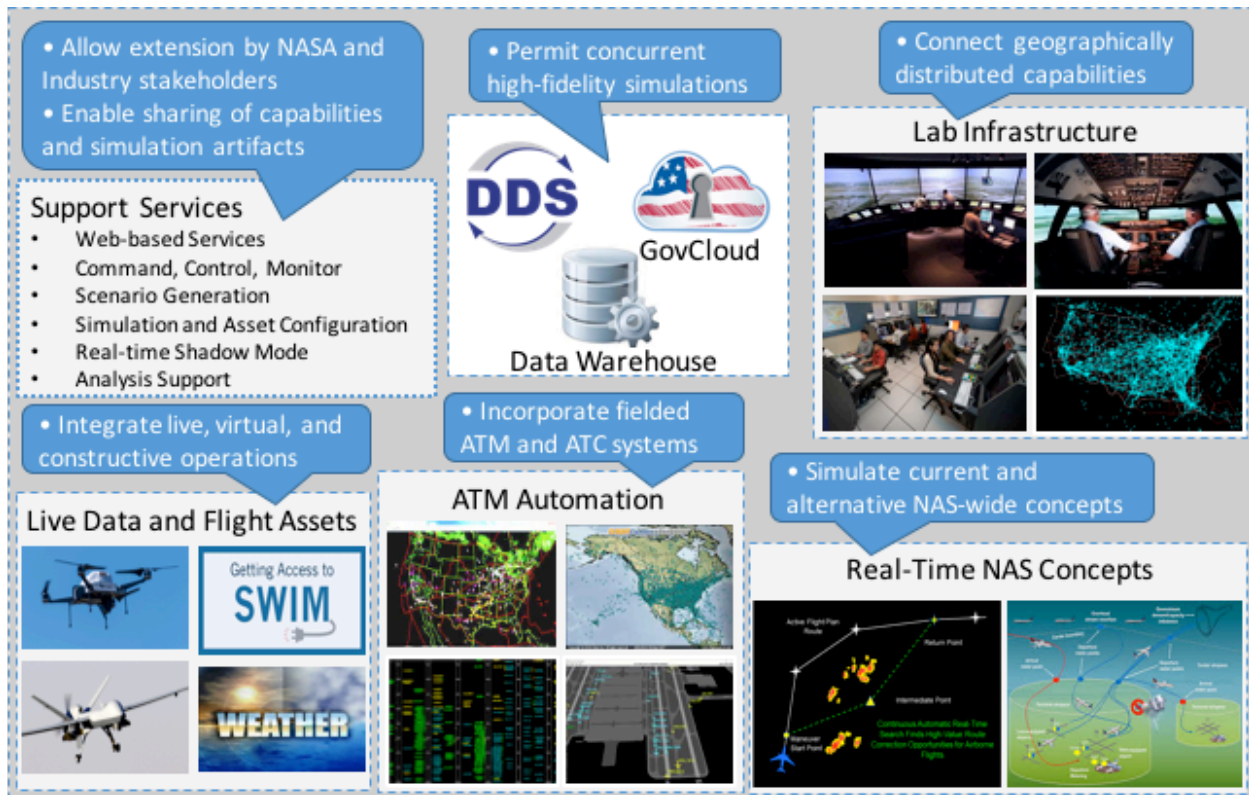 • Allow extension by NASA and
Industry stakeholders
• Enable sharing of capabilities
and simulation artifacts
• Permit concurrent
high-fidelity simulations
• Connect geographically
distributed capabilities
Support Services
• Web-based Services
• Command, Control, Monitor
• Scenario Generation
• Simulation and Asset Configuration
• Real-time Shadow Mode
• Analysis Support
DDS
GovCloud
Data Warehouse
Lab Infrastructure
• Integrate live, virtual, and
constructive operations
• Incorporate fielded
ATM and ATC systems
• Simulate current and
alternative NAS-wide concepts
Live Data and Flight Assets
Getting Access to
SWIM
WEATHER
ATM Automation
Real-Time NAS Concepts
Active Flight Plan
Route
Return Point
Intermediate Point
Maneuver
Start Point
Continuous Automatic Real-Time
Search Finds High Value Route
Correction Opportunities for Airborne
Flights